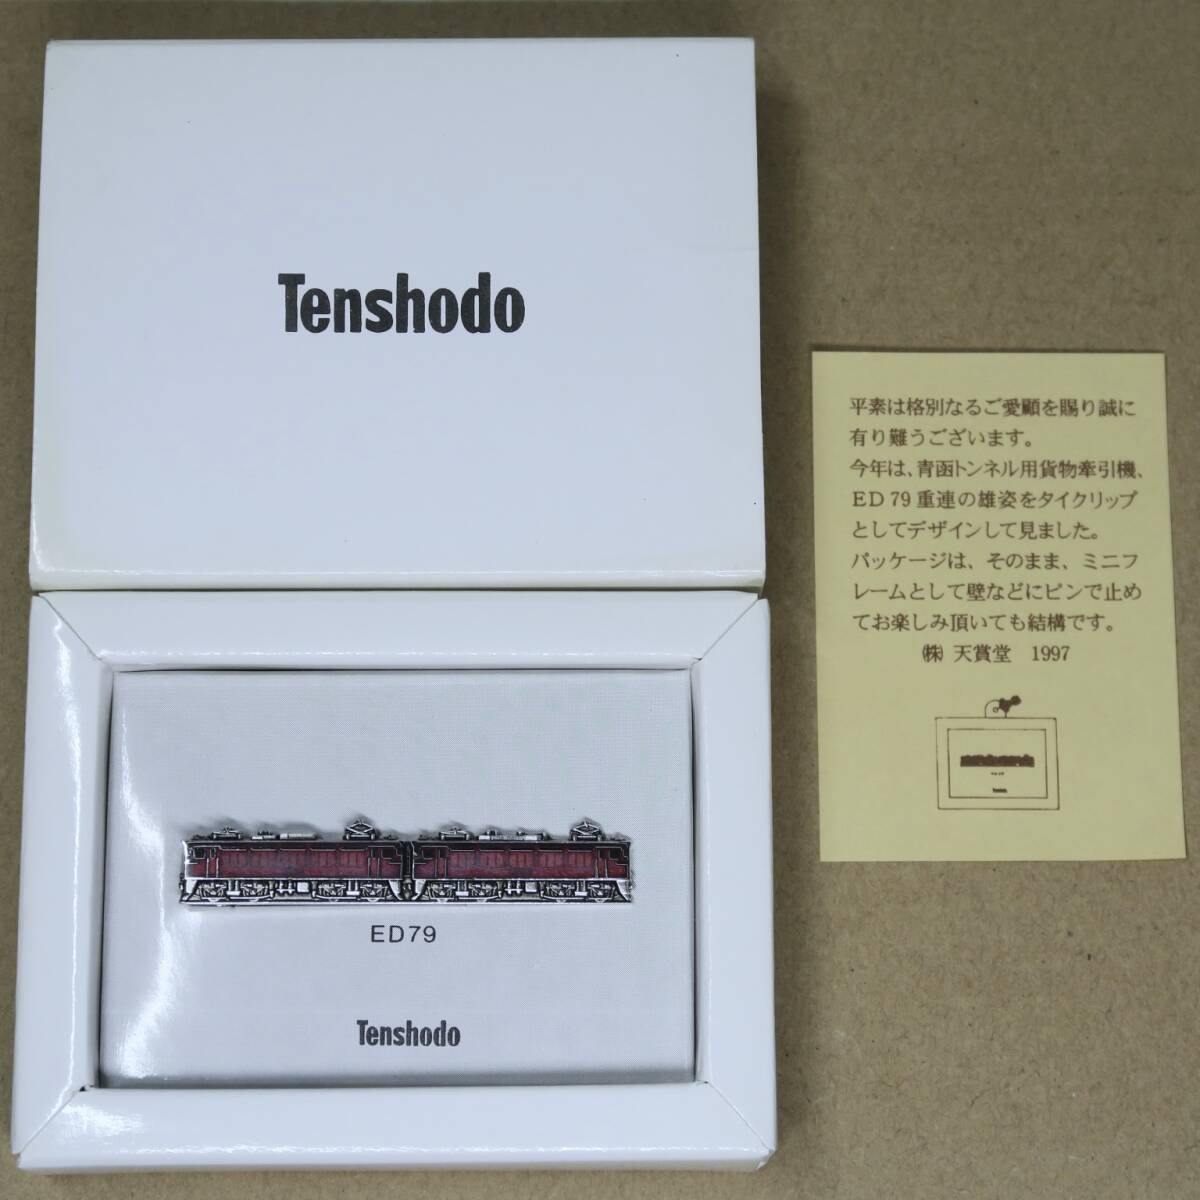 Tenshodo
ED79
Tenshodo
平素は格別なるご愛顧を賜り誠に
有り難うございます。
今年は、青函トンネル用貨物牽引機、
ED79重連の雄姿をタイクリップ
としてデザインして見ました。
パッケージは、そのまま、ミニフ
レームとして壁などにピンで止め
てお楽しみ頂いても結構です。
㈱ 天賞堂 1997